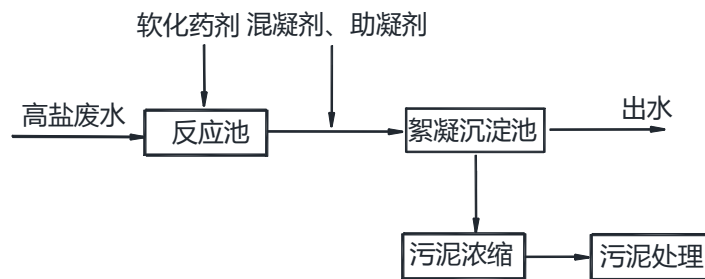 软化药剂 混凝剂、助凝剂
高盐废水
反应池
絮凝沉淀池
出水
污泥浓缩
污泥处理